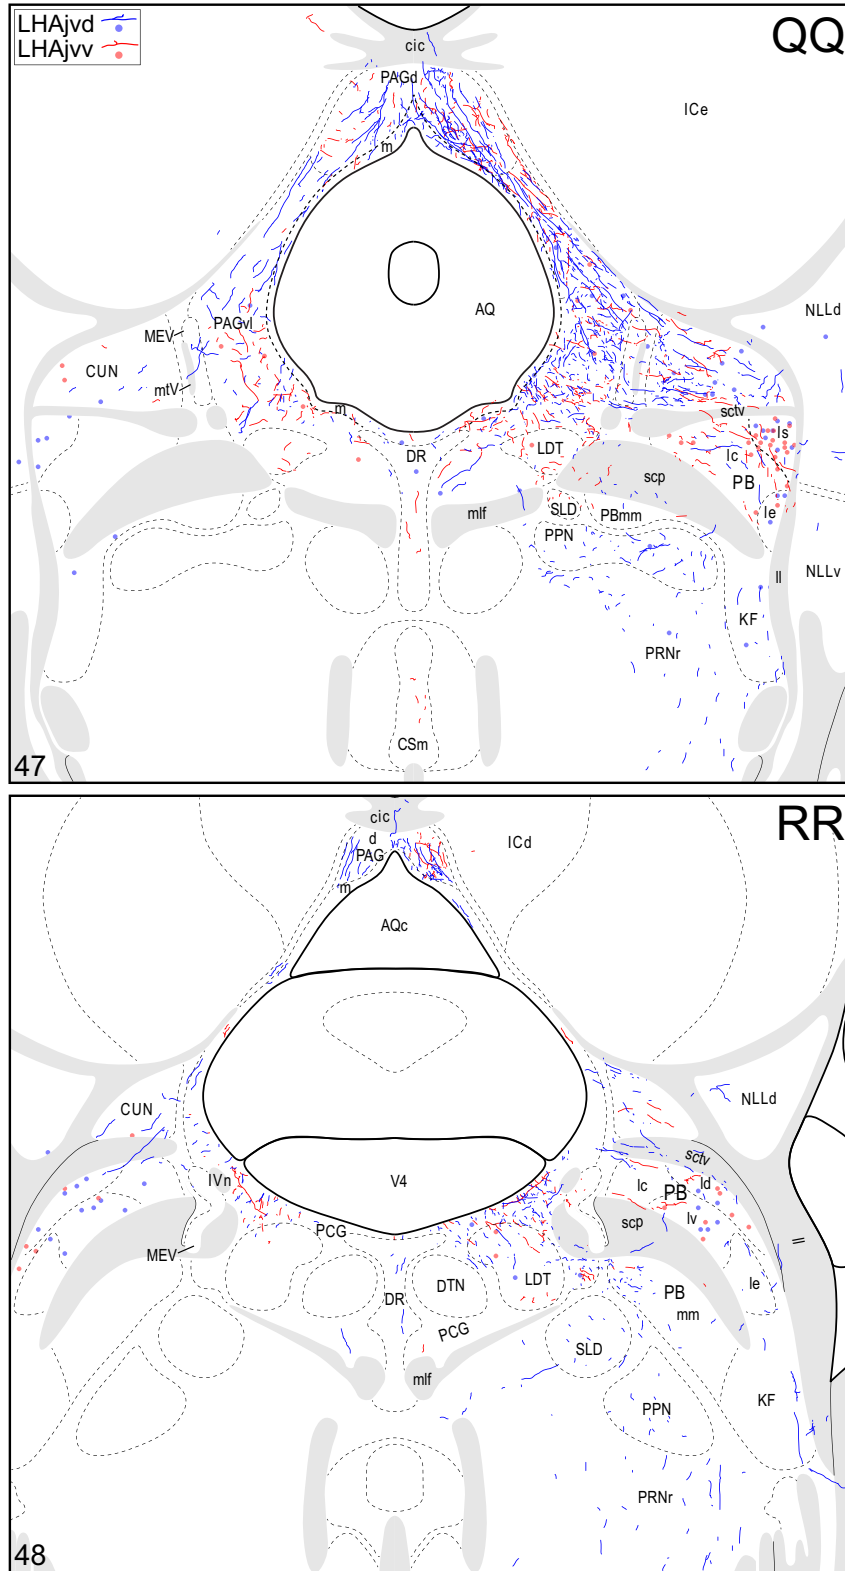 LHAjvd
LHAjvv
QQ
cic
PAGd
ICe
m
AQ
NLLd
MEV
PAGvl
CUN
mtV
m
sctv
ls
DR
LDT
lc
PB
scp
le
mlf
SLD
PBmm
PPN
ll
NLLv
KF
PRNr
CSm
47
RR
cic
d
PAG
ICd
m
AQc
CUN
NLLd
sctv
IVn
V4
lc
PB
ld
lv
scp
PCG
MEV
ll
DR
DTN
LDT
PB
mm
le
PCG
SLD
mlf
PPN
KF
PRNr
48